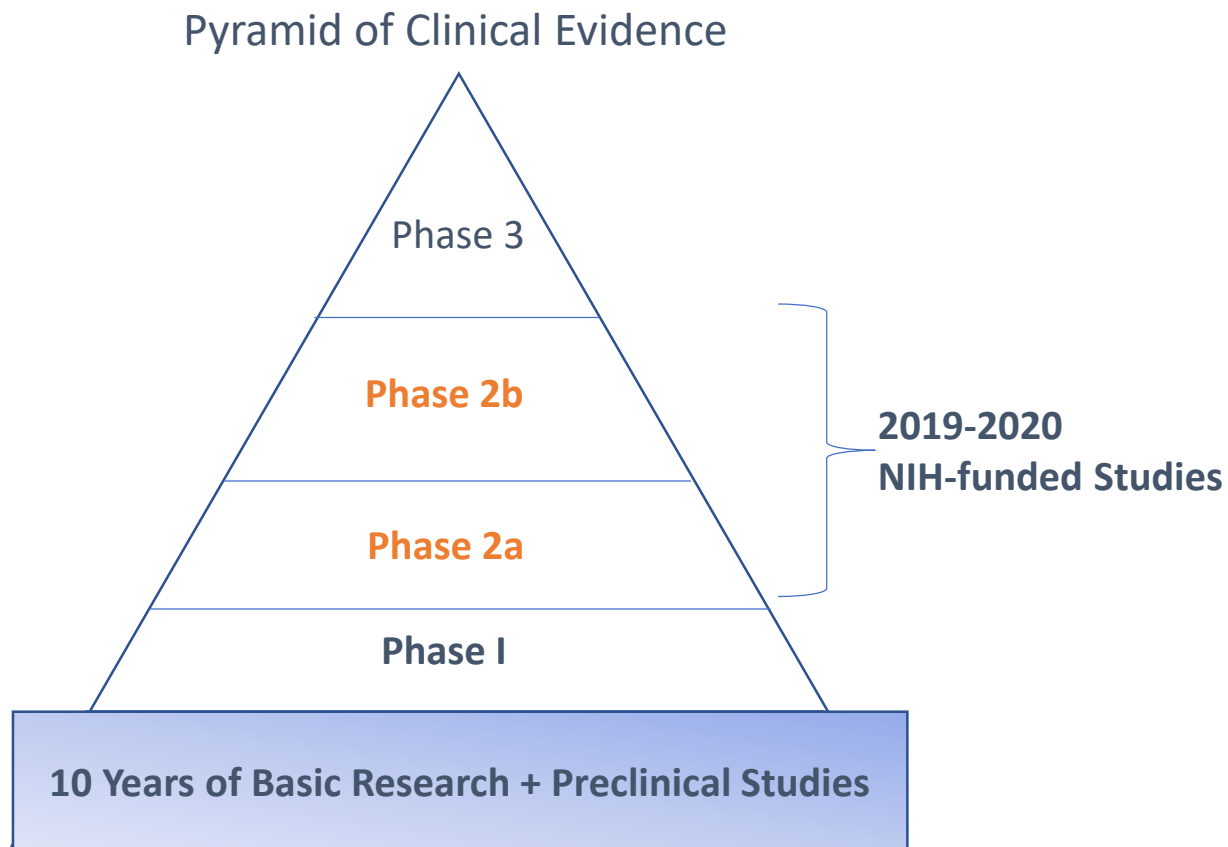 Pyramid of Clinical Evidence
Phase 3
Phase 2b
2019-2020
NIH-funded Studies
Phase 2a
Phase I
10 Years of Basic Research + Preclinical Studies